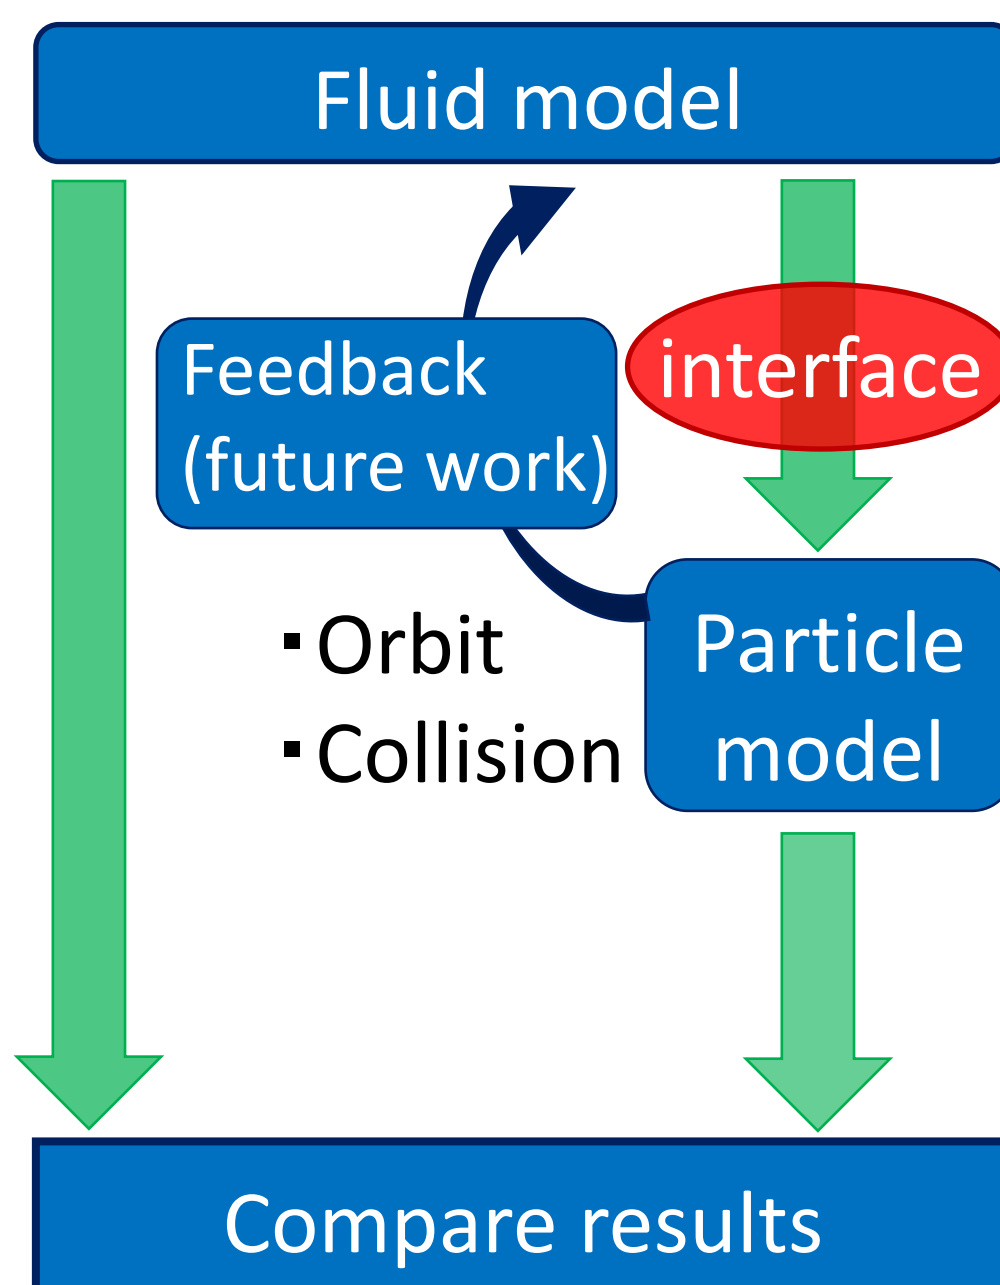 Fluid model
Feedback
(future work)
interface
▪Orbit
▪Collision
Particle
model
Compare results